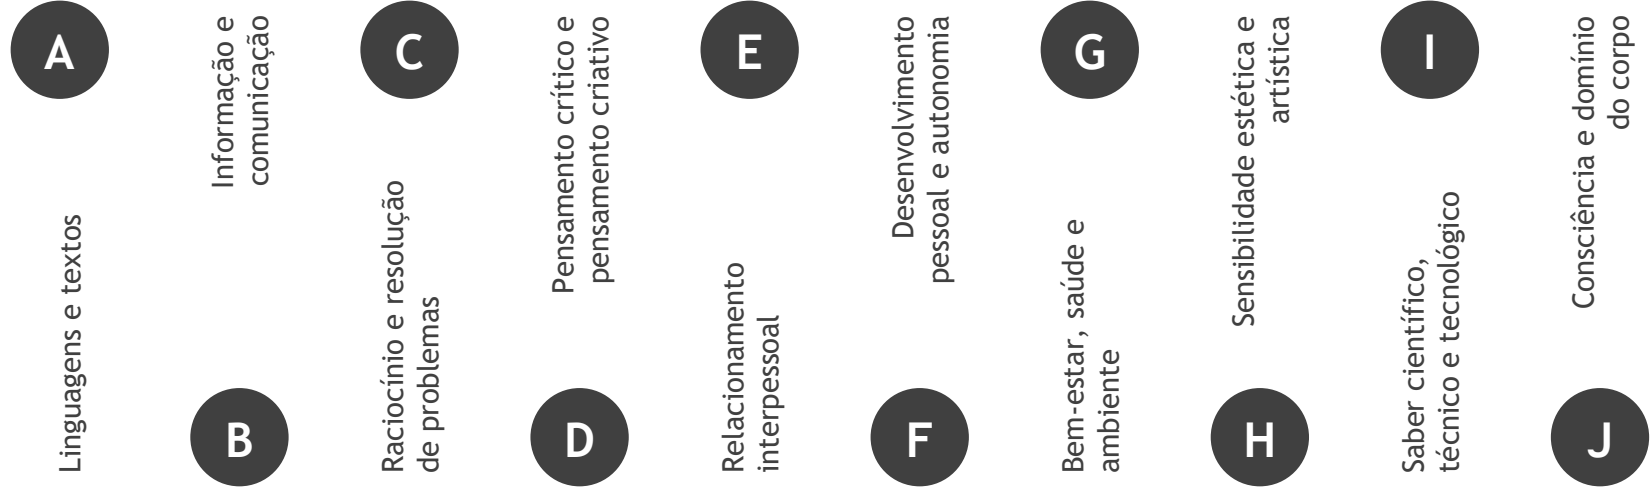 A
Linguagens e textos
B
Informação e
comunicação
C
Raciocínio e resolução
de problemas
D
Pensamento crítico e
pensamento criativo
E
Relacionamento
interpessoal
F
Desenvolvimento
pessoal e autonomia
G
Bem-estar, saúde e
ambiente
H
Sensibilidade estética e
artística
I
Saber científico,
técnico e tecnológico
J
Consciência e domínio
do corpo